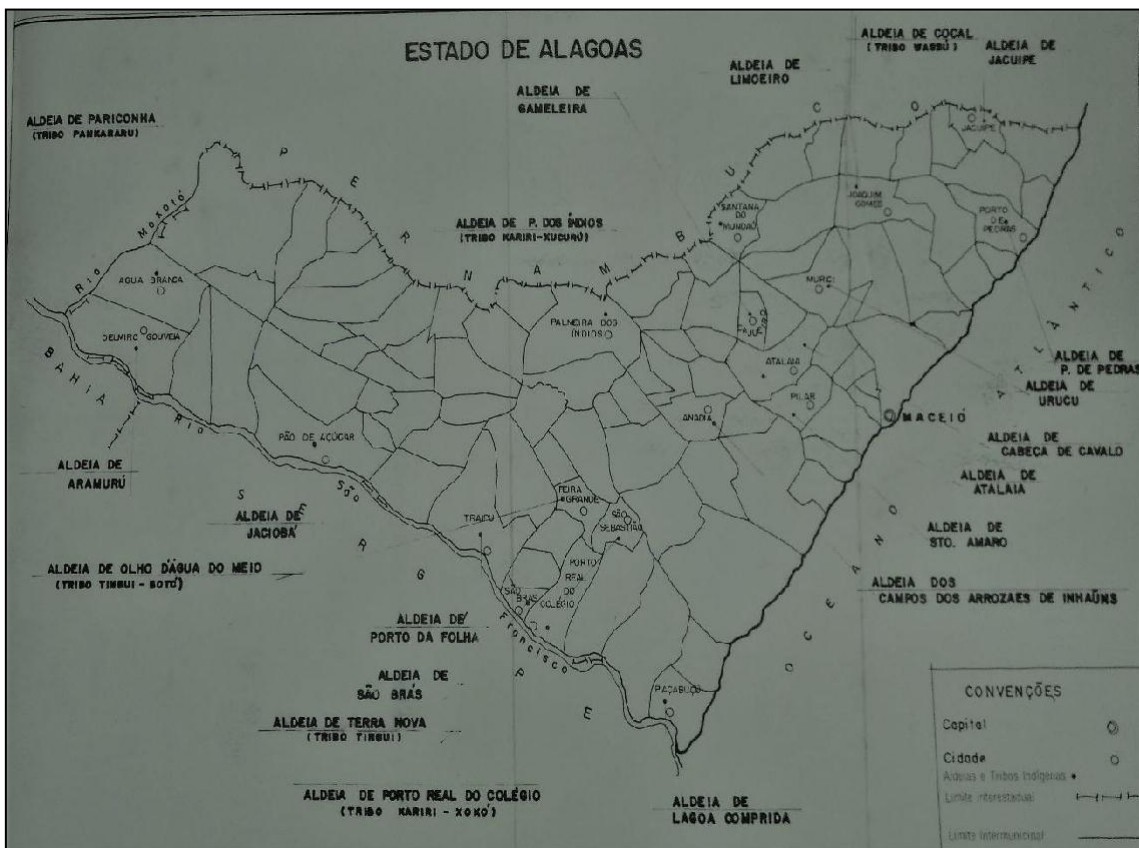 ESTADO DE ALAGOAS
ALDEIA DE COCAL
(TRIBO WASSÚ)
ALDEIA DE
JACUIPE
ALDEIA DE
LIMOEIRO
ALDEIA DE
GAMELEIRA
ALDEIA DE PARICONHA
(TRIBO PANKARARU)
PERNAMBUCO
JACUIPE
ALDEIA DE P. DOS ÍNDIOS
(TRIBO KARIRI-XUCURÚ)
SANTANA
DO
MUNDAÚ
JOAQUIM
GOMES
PORTO
DE
PEDRAS
Rio Moxotó
AGUA BRANCA
MURICI
DELMIRO GOUVEIA
PALMEIRA DOS
ÍNDIOS
CAJUEIRO
ATALAIA
BAHIA
ANADIA
PILAR
MACEIÓ
OCEANO ATLÂNTICO
ALDEIA DE
P. DE PEDRAS
ALDEIA DE
URUCU
ALDEIA DE
CABEÇA DE CAVALO
ALDEIA DE
ATALAIA
ALDEIA DE
STO. AMARO
ALDEIA DOS
CAMPOS DOS ARROZAES DE INHAÜNS
Rio São Francisco
PÃO DE AÇÚCAR
ALDEIA DE
ARAMURÚ
ALDEIA DE
JACIOBÁ
SERGIPE
FEIRA
GRANDE
SÃO
SEBASTIÃO
TRAIPU
ALDEIA DE OLHO D'ÁGUA DO MEIO
(TRIBO TINGUI - BOTÓ)
PORTO
REAL
DO
COLÉGIO
SÃO
BRÁS
ALDEIA DE
PORTO DA FOLHA
ALDEIA DE
SÃO BRÁS
ALDEIA DE TERRA NOVA
(TRIBO TINGUI)
PIAÇABUÇU
ALDEIA DE PORTO REAL DO COLÉGIO
(TRIBO KARIRI - XOKÓ)
ALDEIA DE
LAGOA COMPRIDA
CONVENÇÕES
Capital
Cidade
Aldeias e Tribos Indígenas
Limite Interestadual
Limite Intermunicipal